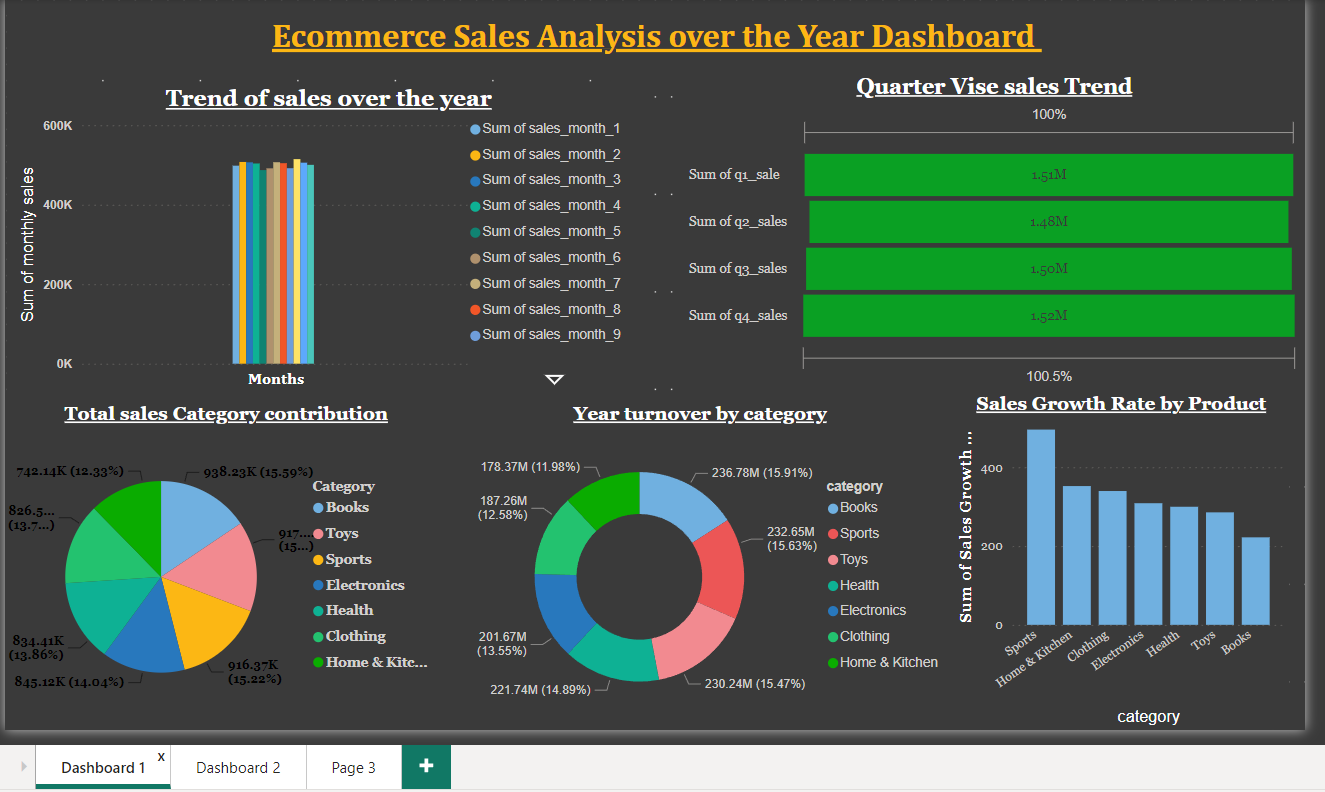 Ecommerce Sales Analysis over the Year Dashboard
Trend of sales over the year
600K
400K
200K
0K
Sum of monthly sales
Months
Sum of sales_month_1
Sum of sales_month_2
Sum of sales_month_3
Sum of sales_month_4
Sum of sales_month_5
Sum of sales_month_6
Sum of sales_month_7
Sum of sales_month_8
Sum of sales_month_9
Quarter Vise sales Trend
100%
Sum of q1_sale
1.51M
Sum of q2_sales
1.48M
Sum of q3_sales
1.50M
Sum of q4_sales
1.52M
100.5%
Total sales Category contribution
742.14K (12.33%)
938.23K (15.59%)
826.5...
(13.7...)
917....
(15...)
834.41K
(13.86%)
845.12K (14.04%)
916.37K
(15.22%)
Category
Books
Toys
Sports
Electronics
Health
Clothing
Home & Kitc...
Year turnover by category
178.37M (11.98%)
236.78M (15.91%)
187.26M
(12.58%)
232.65M
(15.63%)
201.67M
(13.55%)
221.74M (14.89%)
230.24M (15.47%)
category
Books
Sports
Toys
Health
Electronics
Clothing
Home & Kitchen
Sales Growth Rate by Product
Sum of Sales Growth ...
400
200
0
Sports
Home & Kitchen
Clothing
Electronics
Health
Toys
Books
category
Dashboard 1
x
Dashboard 2
Page 3
+